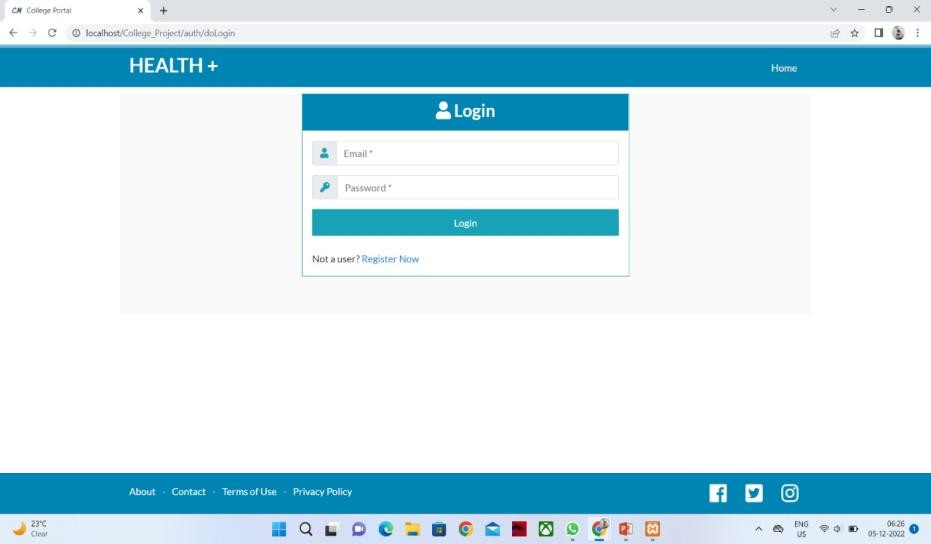 CM College Portal
localhost/College_Project/auth/doLogin
HEALTH +
Home
Login
Email *
Password *
Login
Not a user? Register Now
About · Contact · Terms of Use · Privacy Policy
23°C
Clear
ENG
US
06:26
05-12-2022
1